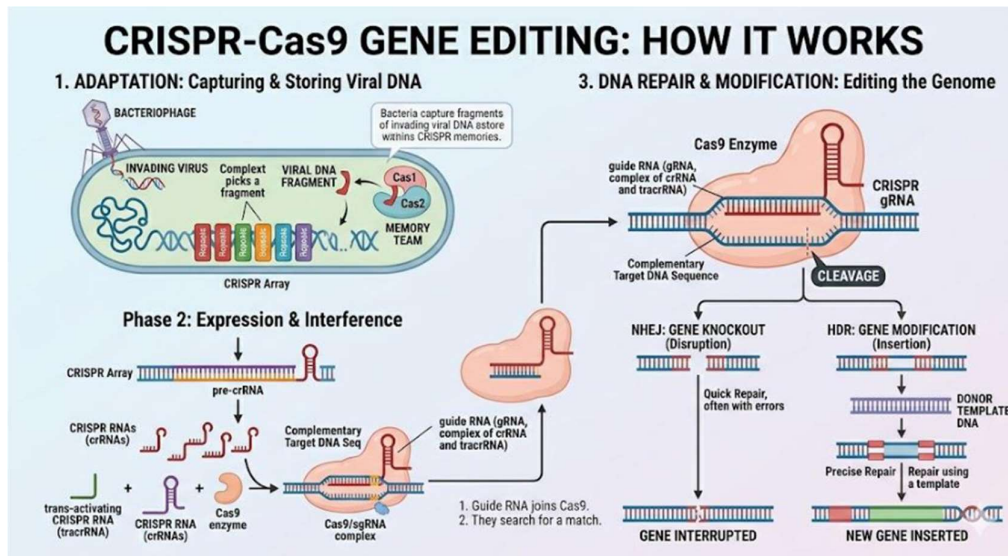 CRISPR-Cas9 GENE EDITING: HOW IT WORKS
1. ADAPTATION: Capturing & Storing Viral DNA
BACTERIOPHAGE
Bacteria capture fragments
of invading viral DNA astore
withins CRISPR memories.
INVADING VIRUS
Complext
picks a
fragment
VIRAL DNA
FRAGMENT
Cas1
Cas2
MEMORY
TEAM
CRISPR Array
Phase 2: Expression & Interference
CRISPR Array
pre-crRNA
CRISPR RNAs
(crRNAs)
trans-activating
CRISPR RNA
(tracrRNA)
+
CRISPR RNA
(crRNAs)
+
Cas9
enzyme
Complementary
Target DNA Seq
guide RNA (gRNA,
complex of crRNA
and tracrRNA)
Cas9/sgRNA
complex
1. Guide RNA joins Cas9.
2. They search for a match.
3. DNA REPAIR & MODIFICATION: Editing the Genome
Cas9 Enzyme
guide RNA (gRNA,
complex of crRNA
and tracrRNA)
CRISPR
gRNA
Complementary
Target DNA Sequence
CLEAVAGE
NHEJ: GENE KNOCKOUT
(Disruption)
Quick Repair,
often with errors
GENE INTERRUPTED
HDR: GENE MODIFICATION
(Insertion)
DONOR
TEMPLATE
DNA
Precise Repair
Repair using
a template
NEW GENE INSERTED